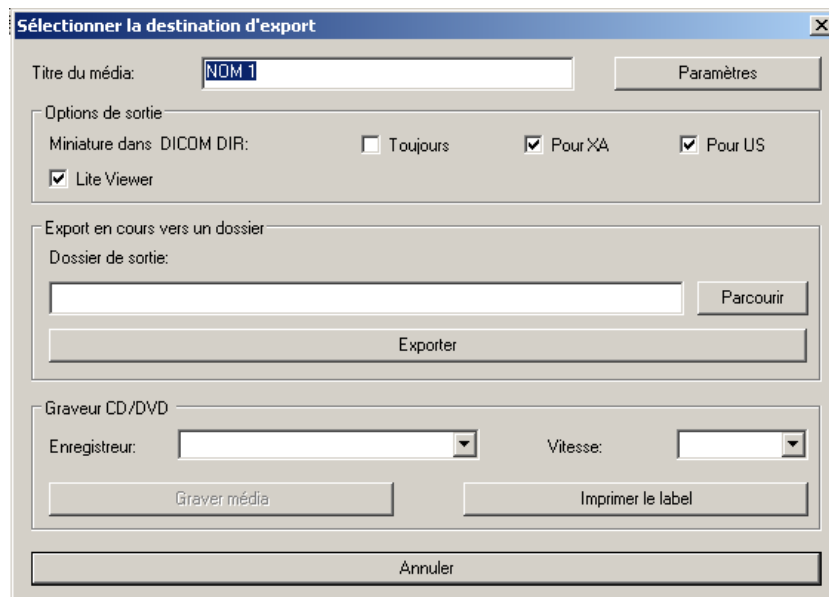 Sélectionner la destination d'export
Titre du média: NOM 1 Paramètres
Options de sortie
Miniature dans DICOM DIR: Toujours Pour XA Pour US
Lite Viewer
Export en cours vers un dossier
Dossier de sortie:
Parcourir
Exporter
Graveur CD/DVD
Enregistreur: Vitesse:
Graver média Imprimer le label
Annuler